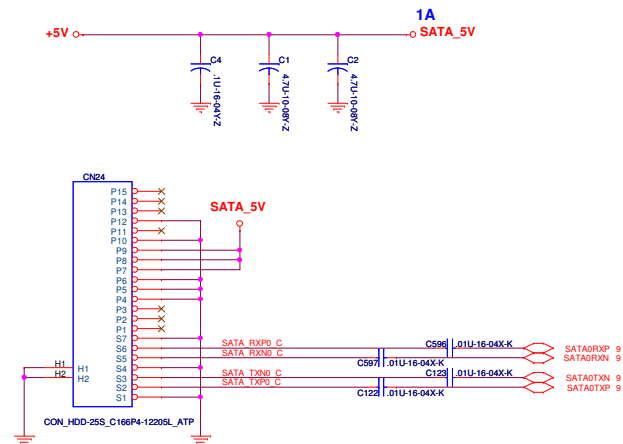 1A
+5V
SATA_5V
C4
.1U-16-04Y-Z
C1
4.7U-10-08Y-Z
C2
4.7U-10-08Y-Z
CN24
SATA_5V
P15
P14
P13
P12
P11
P10
P9
P8
P7
P6
P5
P4
P3
P2
P1
S7
S6
SATA_RXP0_C
C596
.01U-16-04X-K
SATA0RXP 9
S5
SATA_RXN0_C
C597
.01U-16-04X-K
SATA0RXN 9
H1
H1
S4
H2
H2
S3
SATA_TXN0_C
C123
.01U-16-04X-K
SATA0TXN 9
S2
SATA_TXP0_C
C122
.01U-16-04X-K
SATA0TXP 9
S1
CON_HDD-25S_C166P4-12205L_ATP